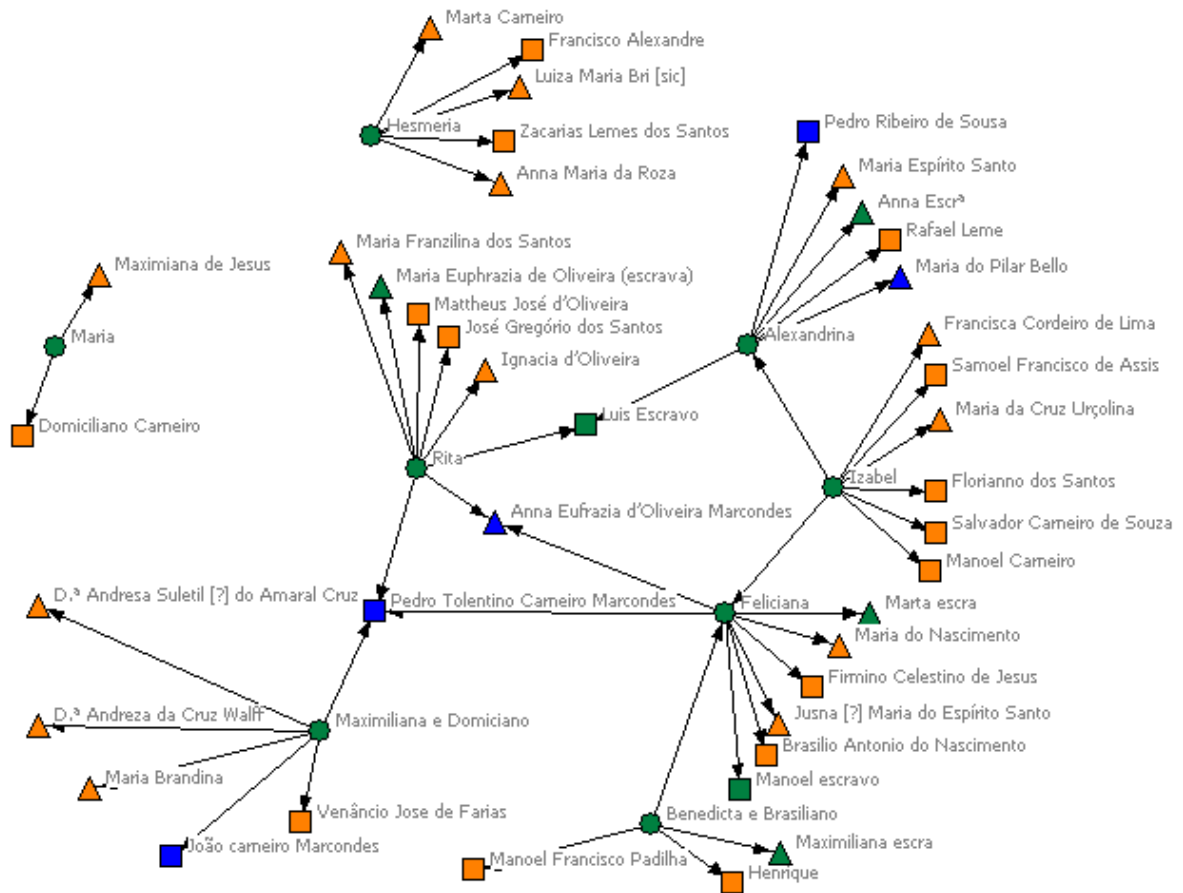 Marta Carneiro
Francisco Alexandre
Luiza Maria Bri [sic]
Hesmeria
Zacarias Lemes dos Santos
Anna Maria da Roza
Pedro Ribeiro de Sousa
Maria Espírito Santo
Anna Escrª
Rafael Leme
Maria do Pilar Bello
Maria Franzilina dos Santos
Maria Euphrazia de Oliveira (escrava)
Mattheus José d'Oliveira
José Gregório dos Santos
Ignacia d'Oliveira
Maximiana de Jesus
Maria
Domiciliano Carneiro
Alexandrina
Francisca Cordeiro de Lima
Samoel Francisco de Assis
Maria da Cruz Urçolina
Luis Escravo
Rita
Izabel
Florianno dos Santos
Salvador Carneiro de Souza
Manoel Carneiro
Anna Eufrazia d'Oliveira Marcondes
D.ª Andresa Suletil [?] do Amaral Cruz
Pedro Tolentino Carneiro Marcondes
Feliciana
Marta escra
Maria do Nascimento
Firmino Celestino de Jesus
Jusna [?] Maria do Espírito Santo
Brasilio Antonio do Nascimento
Manoel escravo
D.ª Andreza da Cruz Walff
Maximiliana e Domiciano
Maria Brandina
Venâncio Jose de Farias
João carneiro Marcondes
Benedicta e Brasiliano
Maximiliana escra
Manoel Francisco Padilha
Henrique